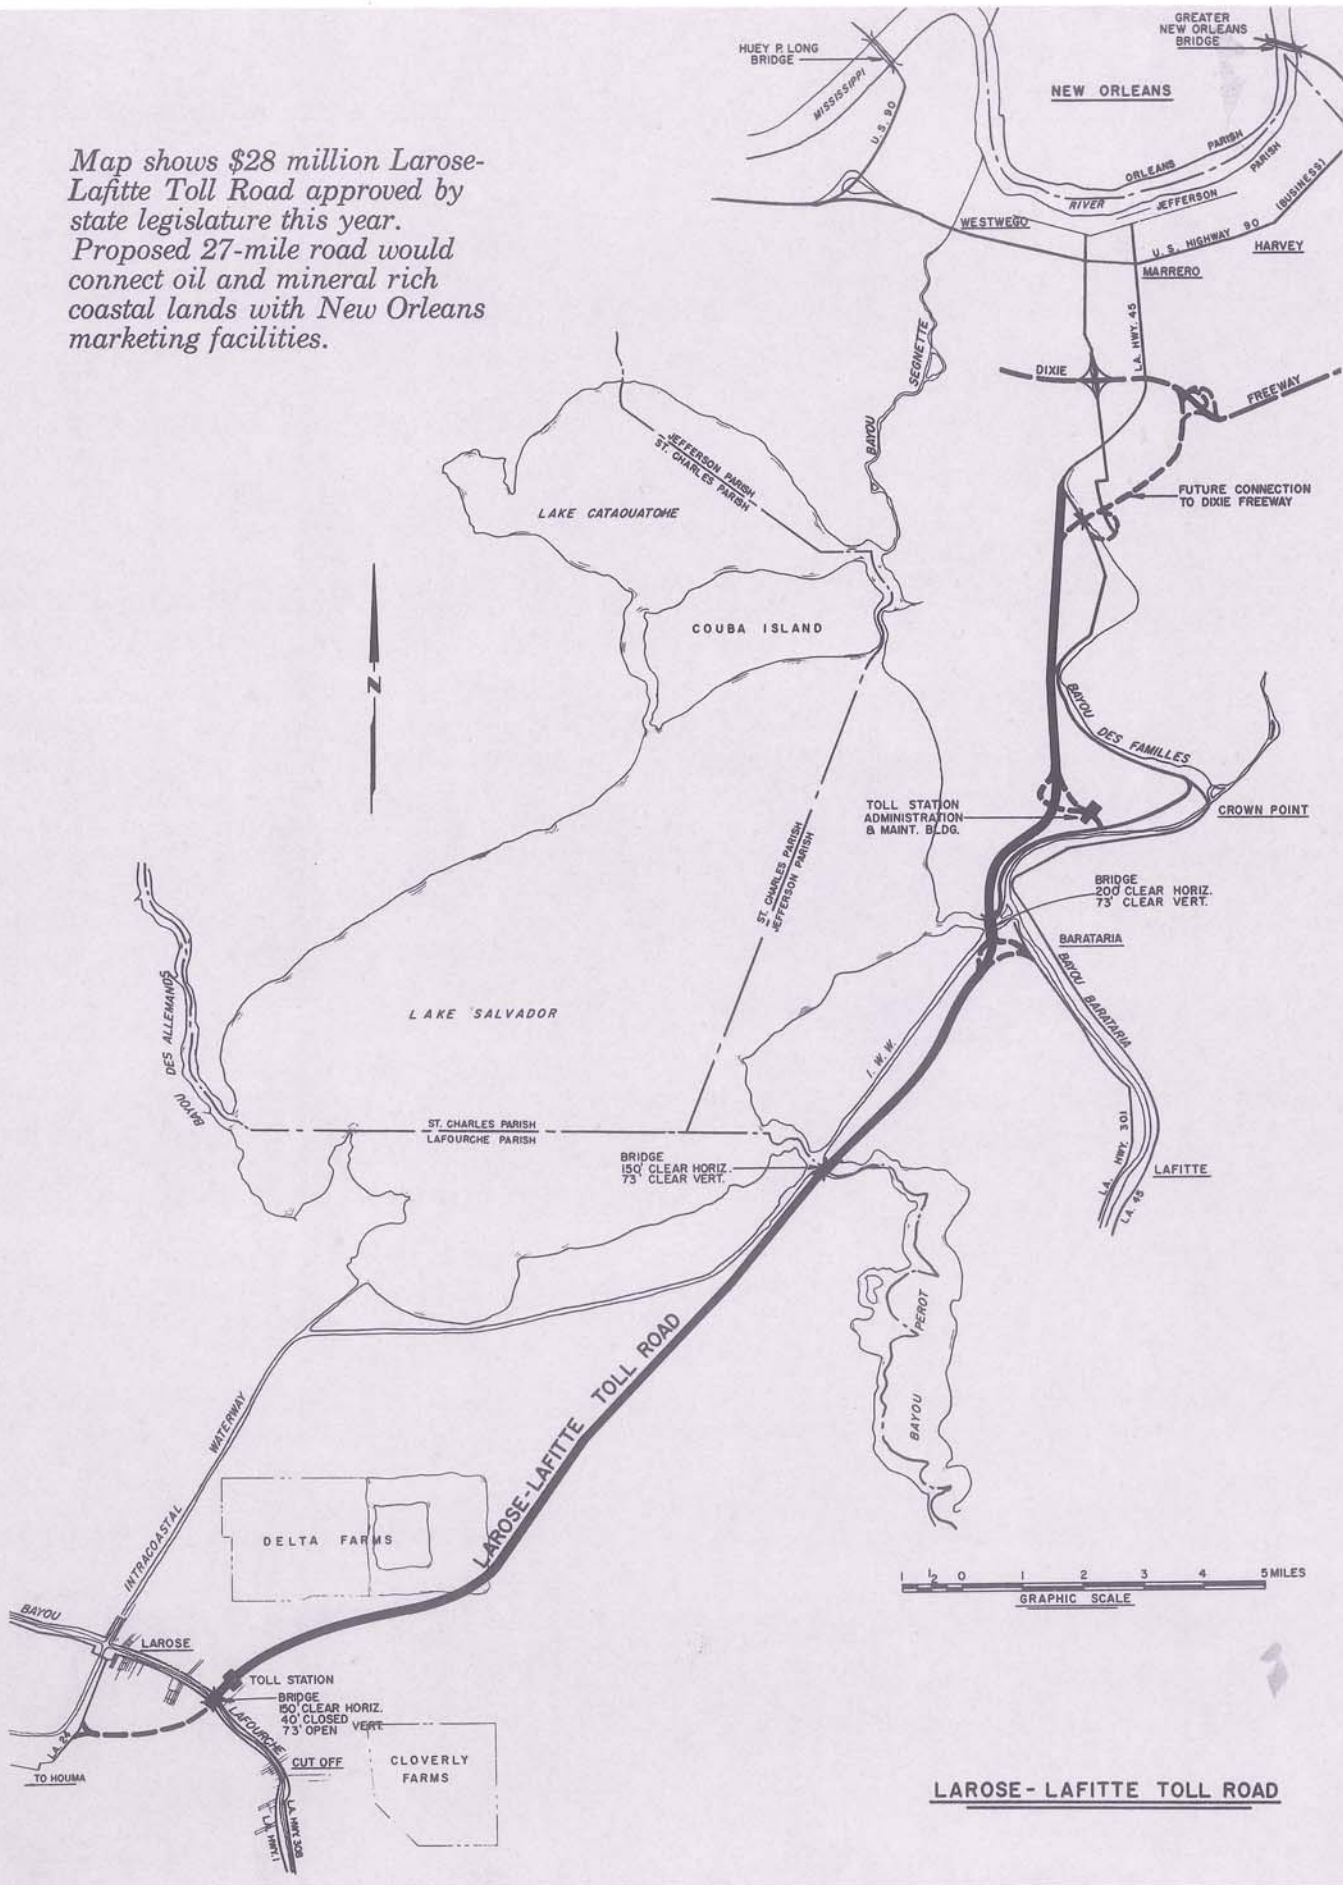 HUEY P. LONG
BRIDGE
MISSISSIPPI
U.S. 90
GREATER
NEW ORLEANS
BRIDGE
NEW ORLEANS
ORLEANS PARISH
RIVER
JEFFERSON PARISH
WESTWEGO
U.S. HIGHWAY 90 (BUSINESS)
HARVEY
MARRERO
Map shows $28 million Larose-
Lafitte Toll Road approved by
state legislature this year.
Proposed 27-mile road would
connect oil and mineral rich
coastal lands with New Orleans
marketing facilities.
BAYOU SEGNETTE
LA. HWY. 45
DIXIE FREEWAY
JEFFERSON PARISH
ST. CHARLES PARISH
LAKE CATAOUATCHE
FUTURE CONNECTION
TO DIXIE FREEWAY
COUBA ISLAND
N
BAYOU DES FAMILLES
TOLL STATION
ADMINISTRATION
& MAINT. BLDG.
CROWN POINT
ST. CHARLES PARISH
JEFFERSON PARISH
BRIDGE
200' CLEAR HORIZ.
73' CLEAR VERT.
BARATARIA
BAYOU BARATARIA
BAYOU DES ALLEMANDS
LAKE SALVADOR
I. W. W.
ST. CHARLES PARISH
LAFOURCHE PARISH
BRIDGE
150' CLEAR HORIZ.
73' CLEAR VERT.
LA. HWY. 301
LA. 45
LAFITTE
BAYOU PEROT
LAROSE-LAFITTE TOLL ROAD
INTRACOASTAL WATERWAY
DELTA FARMS
1 ½ 0 1 2 3 4 5 MILES
GRAPHIC SCALE
BAYOU LAFOURCHE
LAROSE
TOLL STATION
BRIDGE
150' CLEAR HORIZ.
40' CLOSED
73' OPEN VERT.
LA. 24
TO HOUMA
CUT OFF
CLOVERLY
FARMS
LA. HWY. 1
LA. HWY. 308
LAROSE - LAFITTE TOLL ROAD